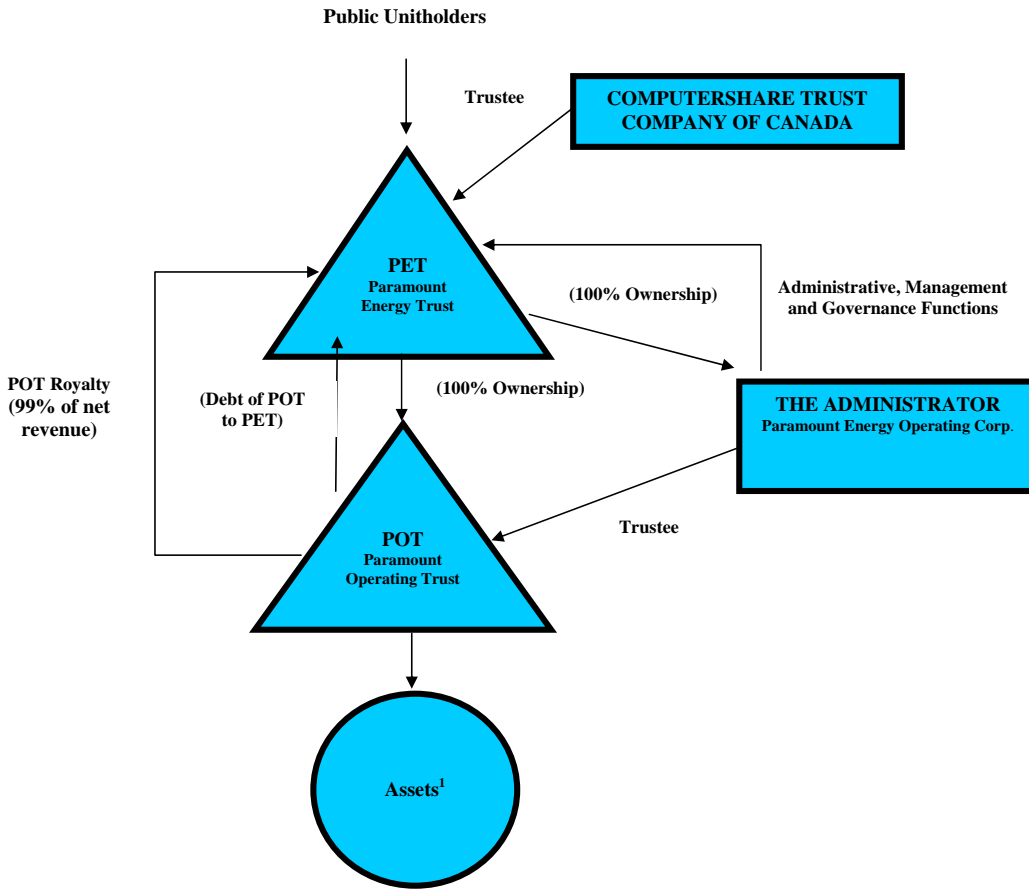 Public Unitholders
Trustee
COMPUTERSHARE TRUST
COMPANY OF CANADA
PET
Paramount
Energy Trust
(100% Ownership)
Administrative, Management
and Governance Functions
POT Royalty
(99% of net
revenue)
(Debt of POT
to PET)
(100% Ownership)
THE ADMINISTRATOR
Paramount Energy Operating Corp.
POT
Paramount
Operating Trust
Trustee
Assets¹